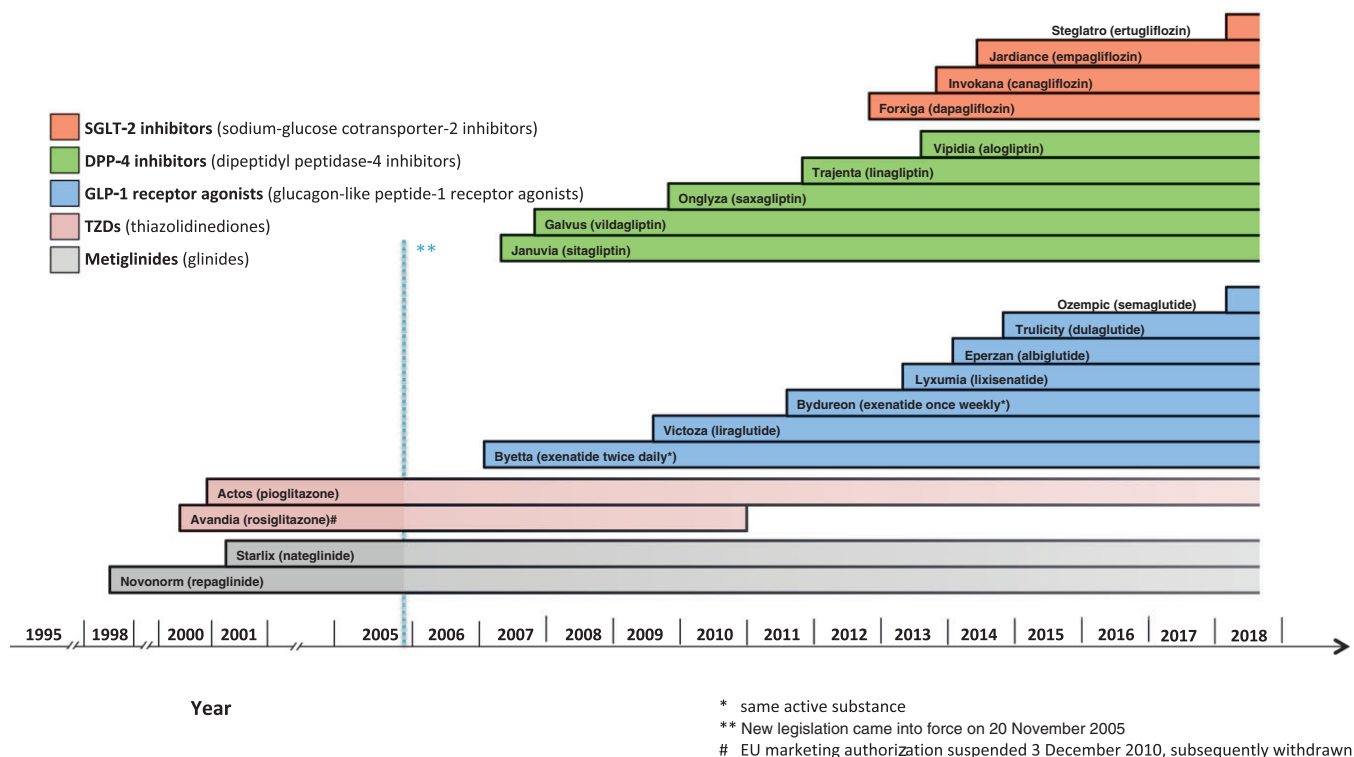 Steglatro (ertugliflozin)
Jardiance (empagliflozin)
Invokana (canagliflozin)
Forxiga (dapagliflozin)
SGLT-2 inhibitors (sodium-glucose cotransporter-2 inhibitors)
DPP-4 inhibitors (dipeptidyl peptidase-4 inhibitors)
GLP-1 receptor agonists (glucagon-like peptide-1 receptor agonists)
TZDs (thiazolidinediones)
Metiglinides (glinides)
Vipidia (alogliptin)
Trajenta (linagliptin)
Onglyza (saxagliptin)
Galvus (vildagliptin)
Januvia (sitagliptin)
**
Ozempic (semaglutide)
Trulicity (dulaglutide)
Eperzan (albiglutide)
Lyxumia (lixisenatide)
Bydureon (exenatide once weekly*)
Victoza (liraglutide)
Byetta (exenatide twice daily*)
Actos (pioglitazone)
Avandia (rosiglitazone)#
Starlix (nateglinide)
Novonorm (repaglinide)
1995 1998 2000 2001 2005 2006 2007 2008 2009 2010 2011 2012 2013 2014 2015 2016 2017 2018
Year
* same active substance
** New legislation came into force on 20 November 2005
# EU marketing authorization suspended 3 December 2010, subsequently withdrawn